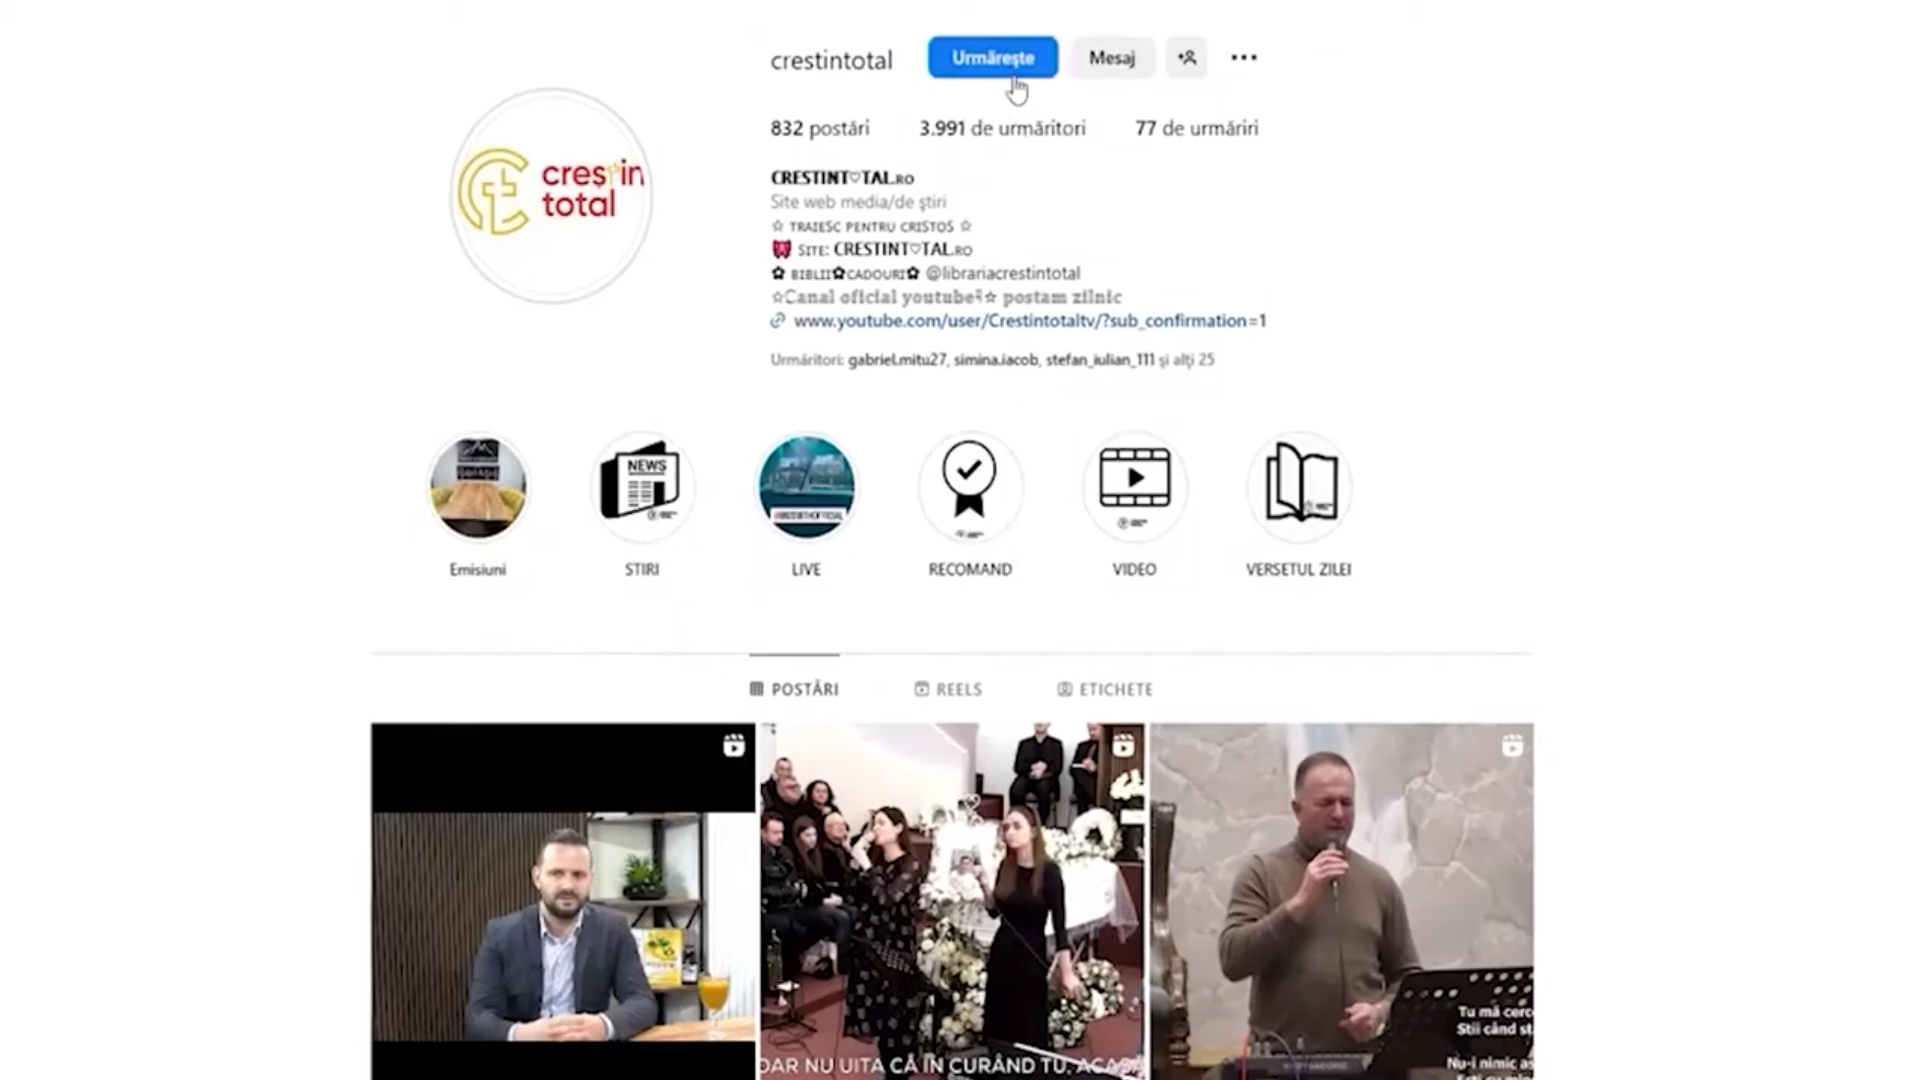 crestintotal
Urmărește
Mesaj
832 postări
3.991 de urmăritori
77 de urmăriri
creștin
total
CRESTINT♡TAL.RO
Site web media/de știri
☆ TRAIESC PENTRU CRISTOS ☆
SITE: CRESTINT♡TAL.RO
✿ BIBLII✿CADOURI✿ @librariacrestintotal
☆Canal oficial youtube☟☆ postam zilnic
www.youtube.com/user/Crestintotaltv/?sub_confirmation=1
Urmăritori: gabriel.mitu27, simina.iacob, stefan_iulian_111 și alți 25
NEWS
Emisiuni
STIRI
LIVE
RECOMAND
VIDEO
VERSETUL ZILEI
POSTĂRI
REELS
ETICHETE
DAR NU UITA CĂ ÎN CURÂND TU, ACASĂ
Tu mă cerc
Știi când st
Nu-i nimic as